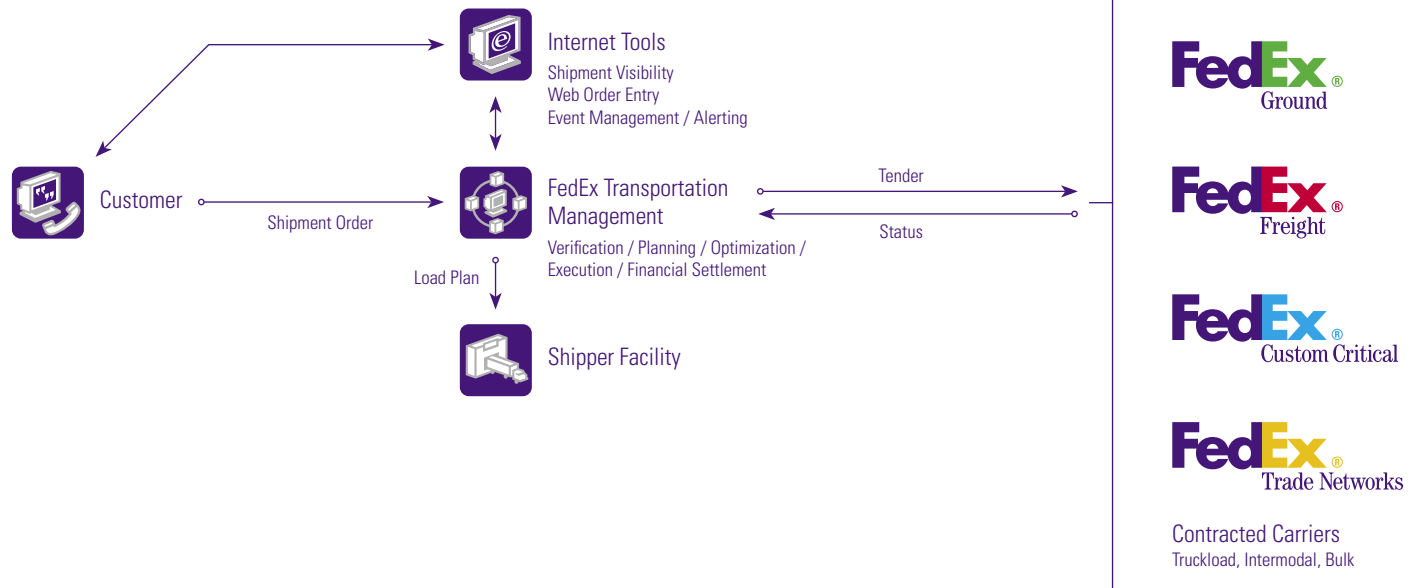 Internet Tools
Shipment Visibility
Web Order Entry
Event Management / Alerting
Customer
Shipment Order
FedEx Transportation
Management
Verification / Planning / Optimization /
Execution / Financial Settlement
Tender
Status
Load Plan
Shipper Facility
FedEx®
Ground
FedEx®
Freight
FedEx®
Custom Critical
FedEx®
Trade Networks
Contracted Carriers
Truckload, Intermodal, Bulk